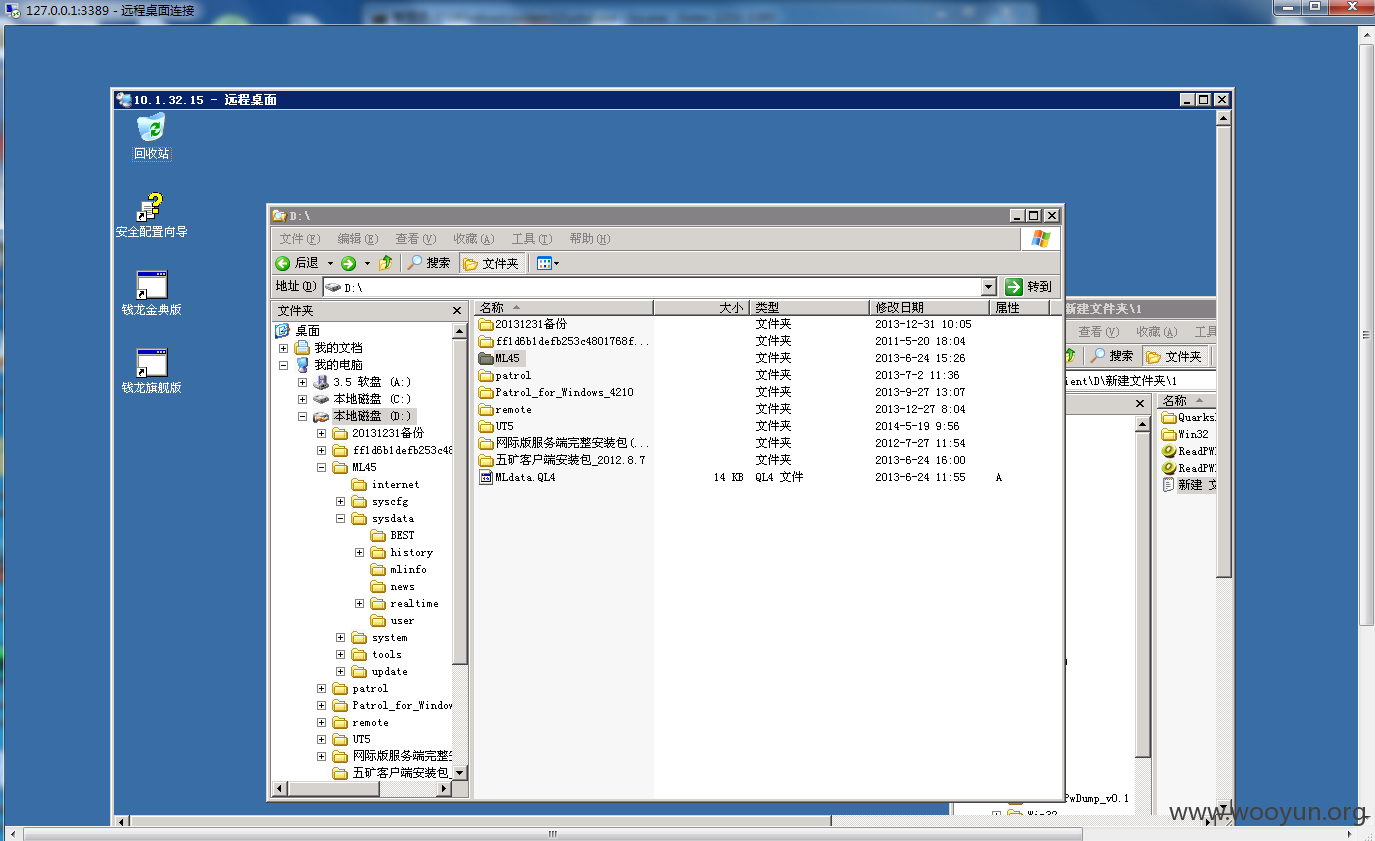 127.0.0.1:3389 - 远程桌面连接
10.1.32.15 - 远程桌面
回收站
安全配置向导
钱龙金典版
钱龙旗舰版
D:\
文件(F) 编辑(E) 查看(V) 收藏(A) 工具(T) 帮助(H)
后退 搜索 文件夹
地址(D) D:\ 转到
文件夹
桌面
我的文档
我的电脑
3.5 软盘 (A:)
本地磁盘 (C:)
本地磁盘 (D:)
20131231备份
ff1d6b1defb253c48
ML45
internet
syscfg
sysdata
BEST
history
mlinfo
news
realtime
user
system
tools
update
patrol
Patrol_for_Window
remote
UT5
网际版服务端完整
五矿客户端安装包_
名称 大小 类型 修改日期 属性
20131231备份 文件夹 2013-12-31 10:05
ff1d6b1defb253c4801768f... 文件夹 2011-5-20 18:04
ML45 文件夹 2013-6-24 15:26
patrol 文件夹 2013-7-2 11:36
Patrol_for_Windows_4210 文件夹 2013-9-27 13:07
remote 文件夹 2013-12-27 8:04
UT5 文件夹 2014-5-19 9:56
网际版服务端完整安装包(... 文件夹 2012-7-27 11:54
五矿客户端安装包_2012.8.7 文件夹 2013-6-24 16:00
MLdata.QL4 14 KB QL4 文件 2013-6-24 11:55 A
新建文件夹\1
查看(V) 收藏(A) 工具
搜索 文件夹
ient\D\新建文件夹\1
名称
Quarks
Win32
ReadPW
ReadPW
新建 文
PwDump_v0.1
Win32
www.wooyun.org